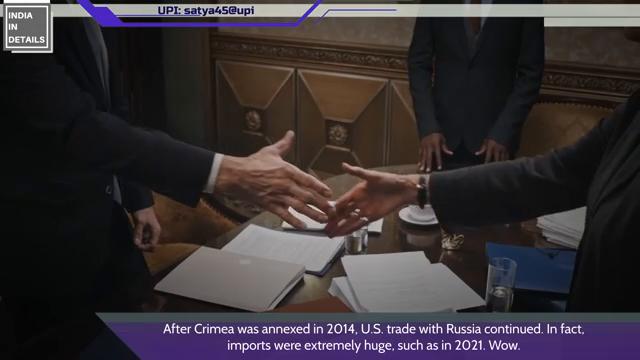 UPI: satya45@upi
INDIA
IN
DETAILS
After Crimea was annexed in 2014, U.S. trade with Russia continued. In fact,
imports were extremely huge, such as in 2021. Wow.